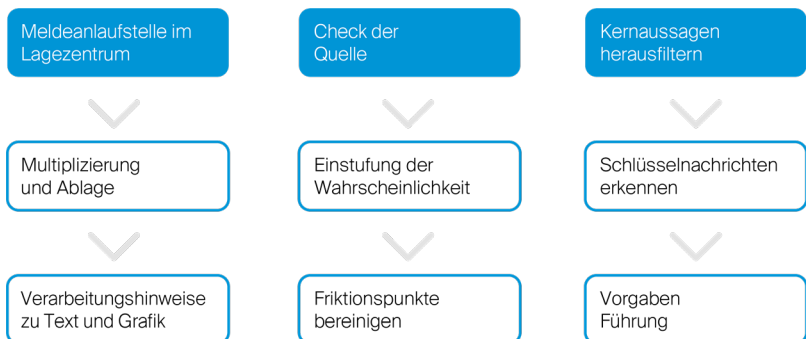 Meldeanlaufstelle im
Lagezentrum
Check der
Quelle
Kernaussagen
herausfiltern
Multiplizierung
und Ablage
Einstufung der
Wahrscheinlichkeit
Schlüsselnachrichten
erkennen
Verarbeitungshinweise
zu Text und Grafik
Friktionspunkte
bereinigen
Vorgaben
Führung